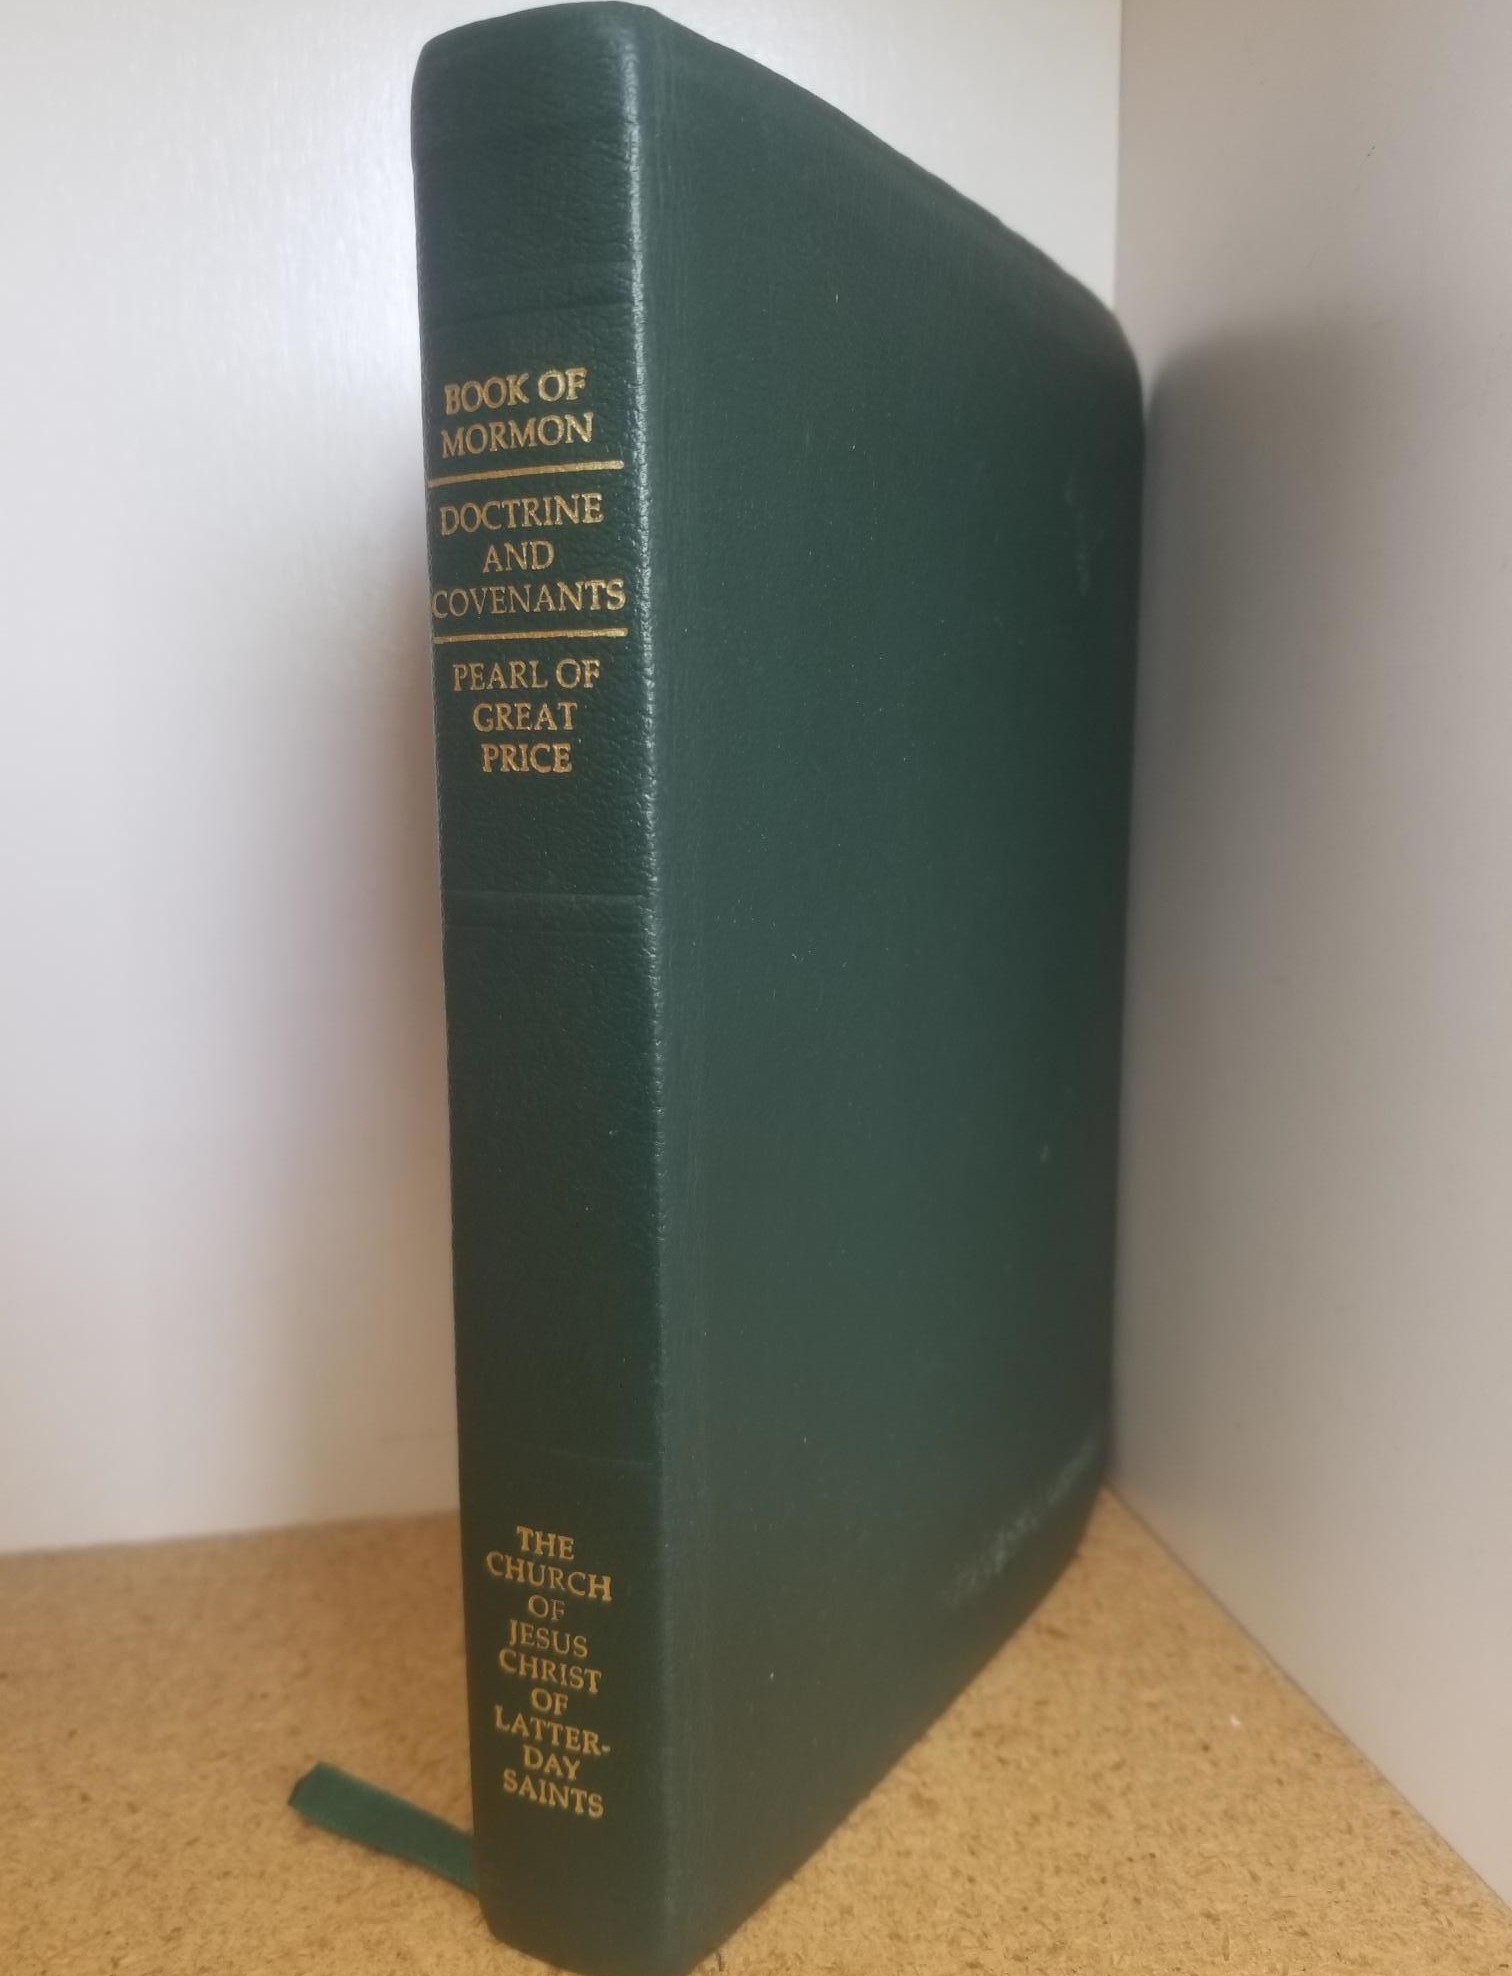 BOOK OF
MORMON
DOCTRINE
AND
COVENANTS
PEARL OF
GREAT
PRICE
THE
CHURCH
OF
JESUS
CHRIST
OF
LATTER-
DAY
SAINTS